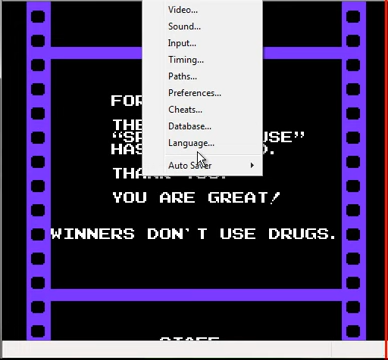 Video...
Sound...
Input...
Timing...
Paths...
Preferences...
Cheats...
Database...
Language...
Auto Saver
FOR
THE
"SP USE"
HAS D.
THANK YOU!
YOU ARE GREAT!
WINNERS DON'T USE DRUGS.
STAFF